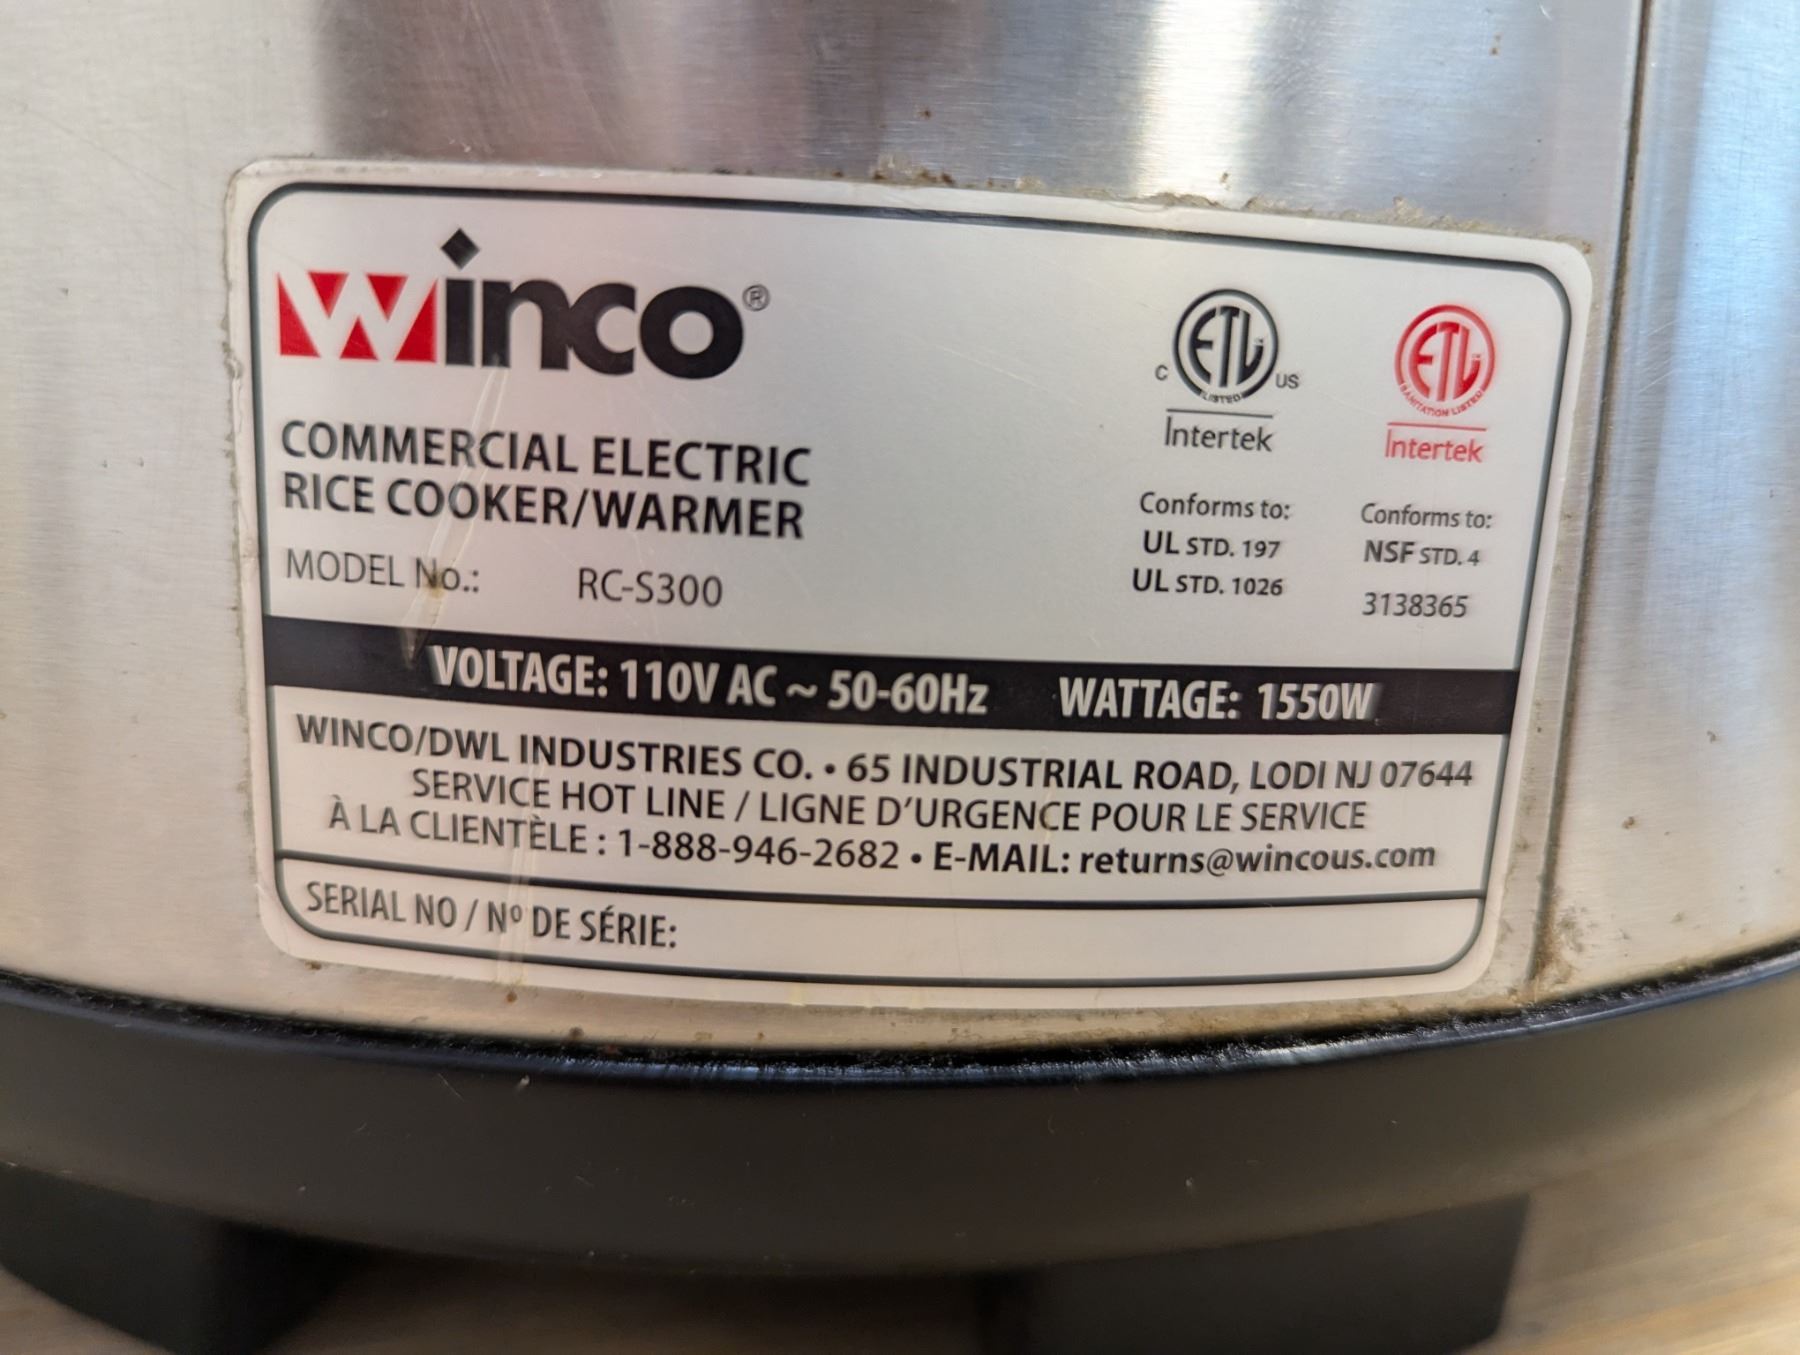 Winco®
COMMERCIAL ELECTRIC
RICE COOKER/WARMER
MODEL No.: RC-S300
C ETL US
LISTED
Intertek
Conforms to:
UL STD. 197
UL STD. 1026
ETL
SANITATION LISTED
Intertek
Conforms to:
NSF STD. 4
3138365
VOLTAGE: 110V AC ~ 50-60Hz WATTAGE: 1550W
WINCO/DWL INDUSTRIES CO. • 65 INDUSTRIAL ROAD, LODI NJ 07644
SERVICE HOT LINE / LIGNE D'URGENCE POUR LE SERVICE
À LA CLIENTÈLE : 1-888-946-2682 • E-MAIL: returns@wincous.com
SERIAL NO / Nº DE SÉRIE: